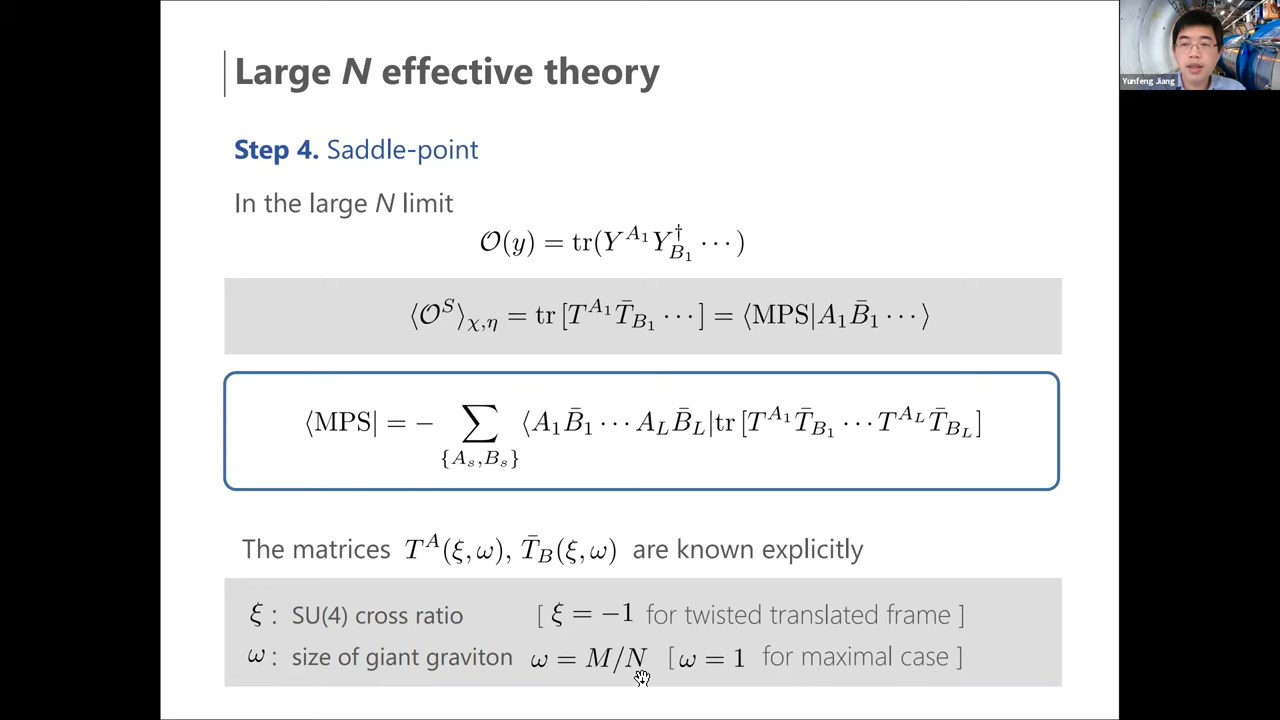 Large N effective theory
Yunfeng Jiang
Step 4. Saddle-point
In the large N limit
𝒪(y) = tr(Y^{A_1} Y^†_{B_1} ⋯)
⟨𝒪^S⟩_{χ,η} = tr [T^{A_1} T̄_{B_1} ⋯] = ⟨MPS|A_1 B̄_1 ⋯⟩
⟨MPS| = − ∑_{{A_s,B_s}} ⟨A_1 B̄_1 ⋯ A_L B̄_L|tr [T^{A_1} T̄_{B_1} ⋯ T^{A_L} T̄_{B_L}]
The matrices T^A(ξ, ω), T̄_B(ξ, ω) are known explicitly
ξ : SU(4) cross ratio [ ξ = −1 for twisted translated frame ]
ω : size of giant graviton ω = M/N [ ω = 1 for maximal case ]